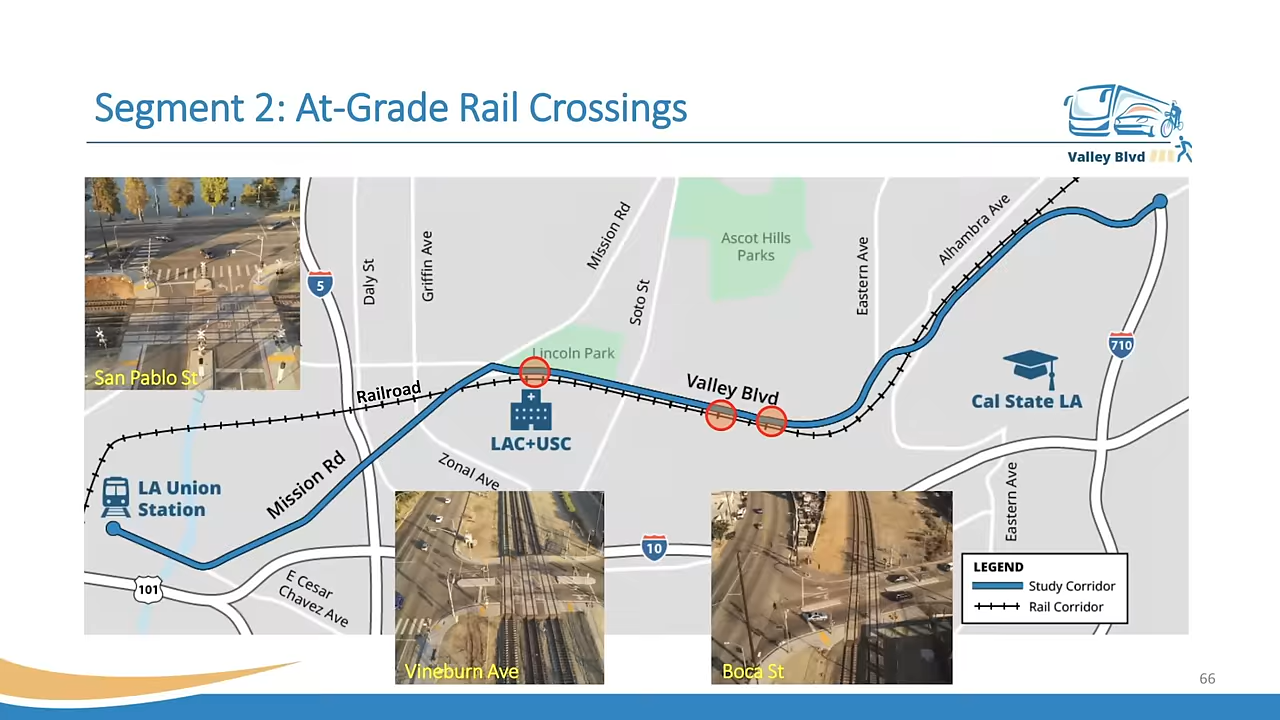 Segment 2: At-Grade Rail Crossings
Valley Blvd
San Pablo St
5
Daly St
Griffin Ave
Mission Rd
Soto St
Ascot Hills
Parks
Eastern Ave
Alhambra Ave
710
Lincoln Park
Railroad
Valley Blvd
LAC+USC
Cal State LA
Zonal Ave
Mission Rd
LA Union
Station
Eastern Ave
10
101
E Cesar
Chavez Ave
Vineburn Ave
Boca St
LEGEND
Study Corridor
Rail Corridor
66